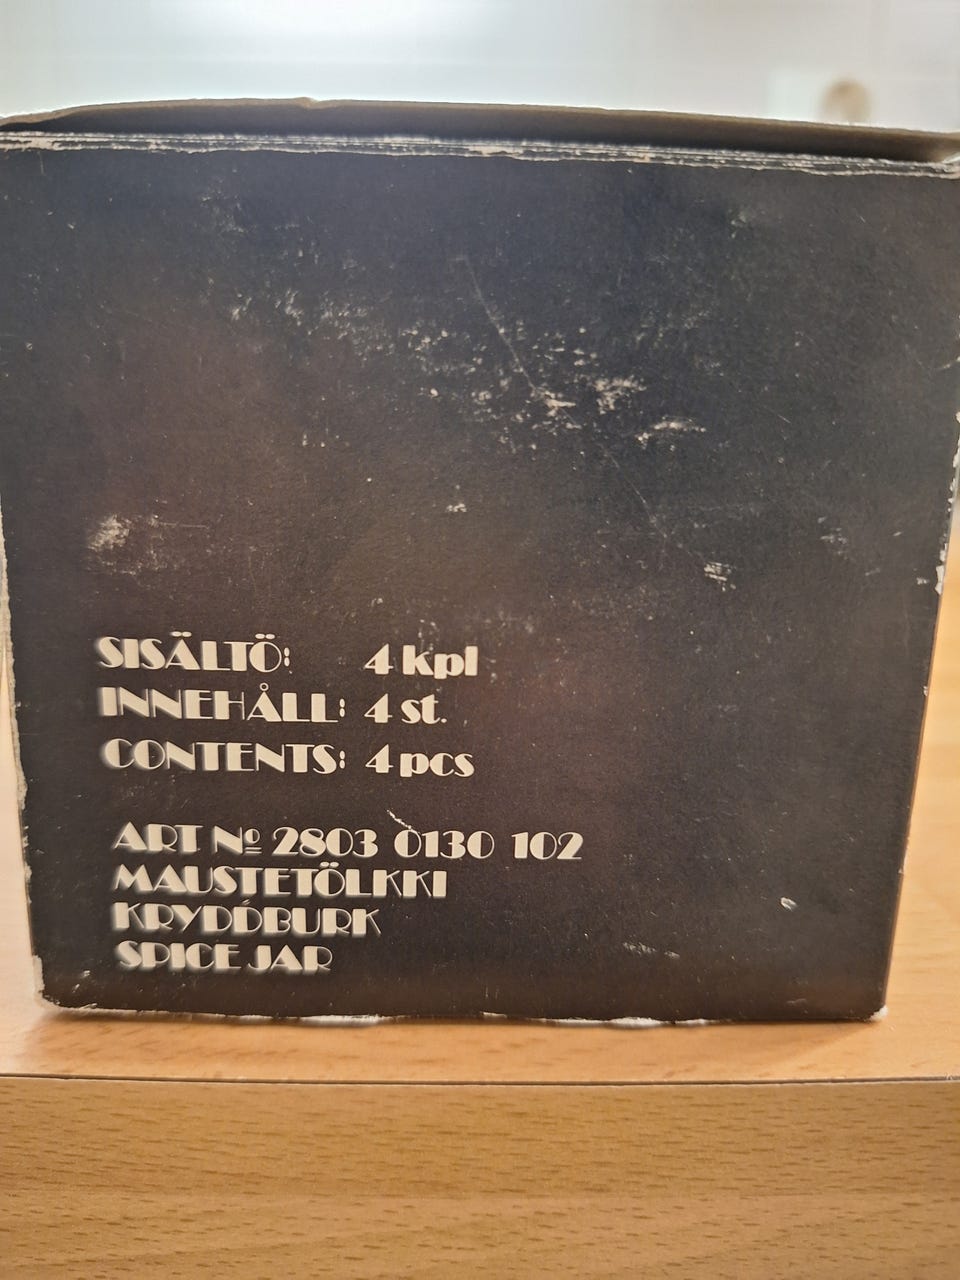 SISÄLTÖ: 4 kpl
INNEHÅLL: 4 st.
CONTENTS: 4 pcs
ART Nº 2803 0130 102
MAUSTETÖLKKI
KRYDDBURK
SPICE JAR